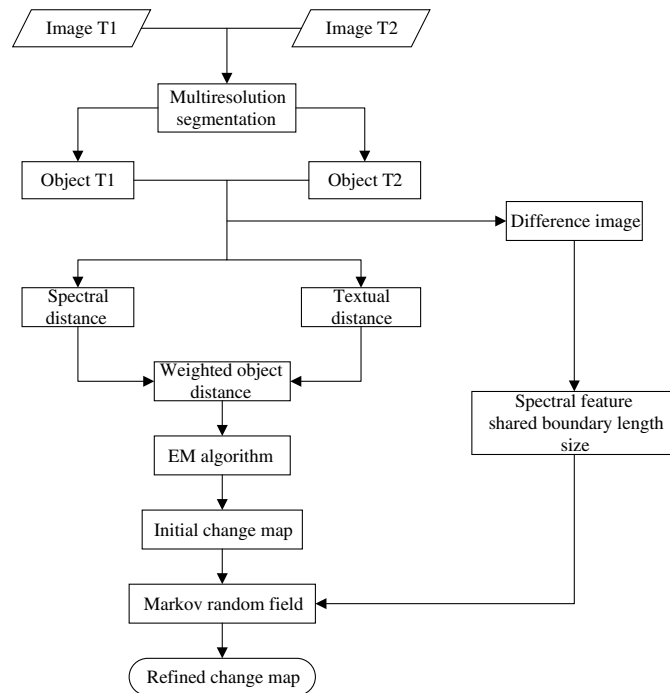 Image T1
Image T2
Multiresolution
segmentation
Object T1
Object T2
Difference image
Spectral
distance
Textual
distance
Weighted object
distance
Spectral feature
shared boundary length
size
EM algorithm
Initial change map
Markov random field
Refined change map